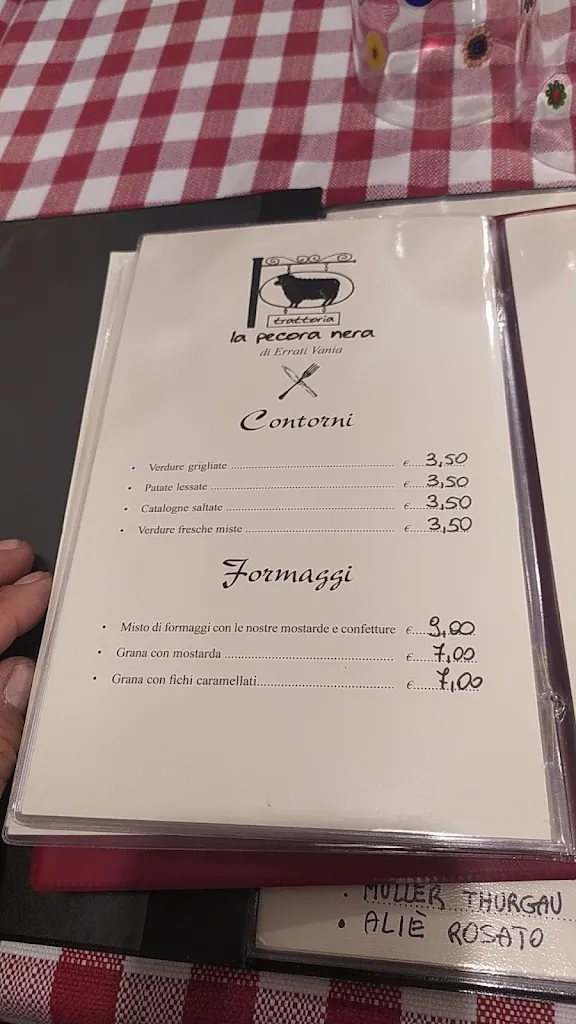 trattoria
la pecora nera
di Errati Vania
Contorni
• Verdure grigliate ........ € 3,50
• Patate lessate ........ € 3,50
• Catalogne saltate ........ € 3,50
• Verdure fresche miste ........ € 3,50
Formaggi
• Misto di formaggi con le nostre mostarde e confetture € 9,00
• Grana con mostarda ........ € 7,00
• Grana con fichi caramellati ........ € 7,00
• MULLER THURGAU
• ALIÈ ROSATO